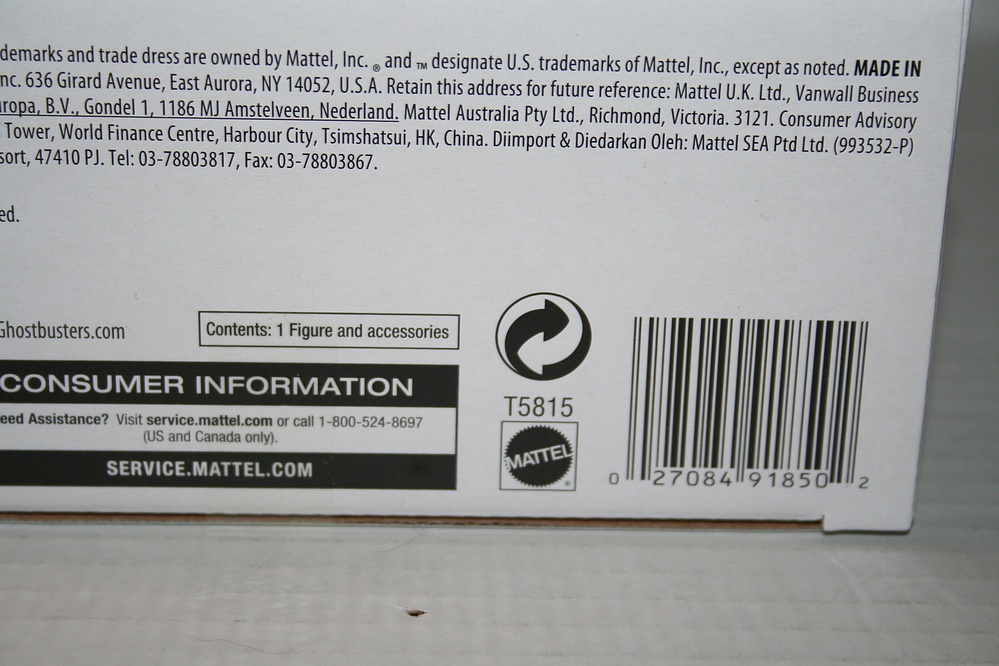 demarks and trade dress are owned by Mattel, Inc. ® and ™ designate U.S. trademarks of Mattel, Inc., except as noted. MADE IN
nc. 636 Girard Avenue, East Aurora, NY 14052, U.S.A. Retain this address for future reference: Mattel U.K. Ltd., Vanwall Business
uropa, B.V., Gondel 1, 1186 MJ Amstelveen, Nederland. Mattel Australia Pty Ltd., Richmond, Victoria. 3121. Consumer Advisory
Tower, World Finance Centre, Harbour City, Tsimshatsui, HK, China. Diimport & Diedarkan Oleh: Mattel SEA Ptd Ltd. (993532-P)
sort, 47410 PJ. Tel: 03-78803817, Fax: 03-78803867.
ed.
Ghostbusters.com
Contents: 1 Figure and accessories
CONSUMER INFORMATION
eed Assistance? Visit service.mattel.com or call 1-800-524-8697
(US and Canada only).
SERVICE.MATTEL.COM
T5815
MATTEL ®
0 27084 91850 2